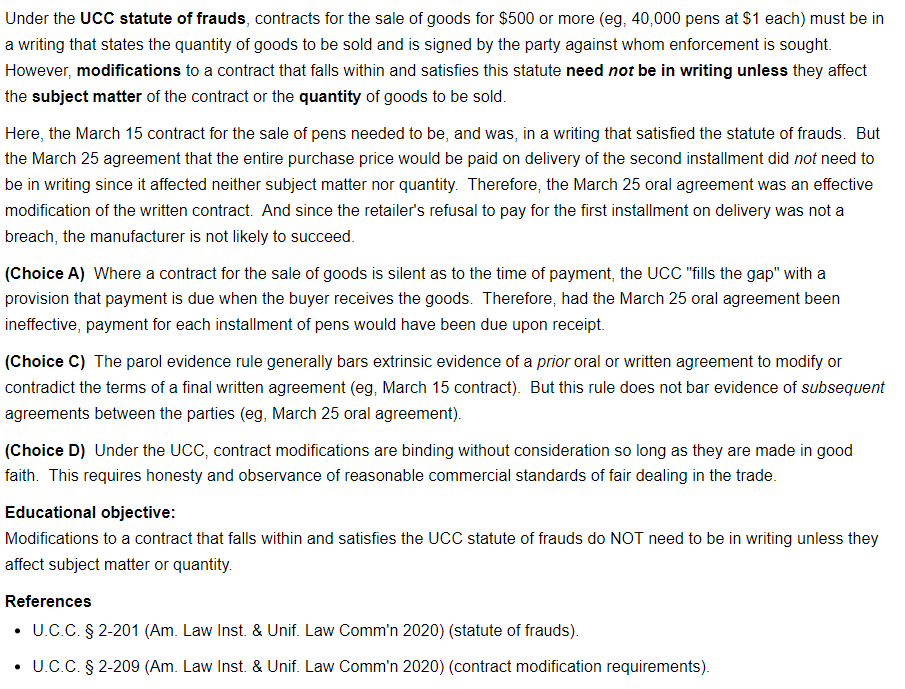 Under the UCC statute of frauds, contracts for the sale of goods for $500 or more (eg, 40,000 pens at $1 each) must be in
a writing that states the quantity of goods to be sold and is signed by the party against whom enforcement is sought.
However, modifications to a contract that falls within and satisfies this statute need not be in writing unless they affect
the subject matter of the contract or the quantity of goods to be sold.
Here, the March 15 contract for the sale of pens needed to be, and was, in a writing that satisfied the statute of frauds.  But
the March 25 agreement that the entire purchase price would be paid on delivery of the second installment did not need to
be in writing since it affected neither subject matter nor quantity.  Therefore, the March 25 oral agreement was an effective
modification of the written contract.  And since the retailer's refusal to pay for the first installment on delivery was not a
breach, the manufacturer is not likely to succeed.
(Choice A)  Where a contract for the sale of goods is silent as to the time of payment, the UCC "fills the gap" with a
provision that payment is due when the buyer receives the goods.  Therefore, had the March 25 oral agreement been
ineffective, payment for each installment of pens would have been due upon receipt.
(Choice C)  The parol evidence rule generally bars extrinsic evidence of a prior oral or written agreement to modify or
contradict the terms of a final written agreement (eg, March 15 contract).  But this rule does not bar evidence of subsequent
agreements between the parties (eg, March 25 oral agreement).
(Choice D)  Under the UCC, contract modifications are binding without consideration so long as they are made in good
faith.  This requires honesty and observance of reasonable commercial standards of fair dealing in the trade.
Educational objective:
Modifications to a contract that falls within and satisfies the UCC statute of frauds do NOT need to be in writing unless they
affect subject matter or quantity.
References
• U.C.C. § 2-201 (Am. Law Inst. & Unif. Law Comm'n 2020) (statute of frauds).
• U.C.C. § 2-209 (Am. Law Inst. & Unif. Law Comm'n 2020) (contract modification requirements).